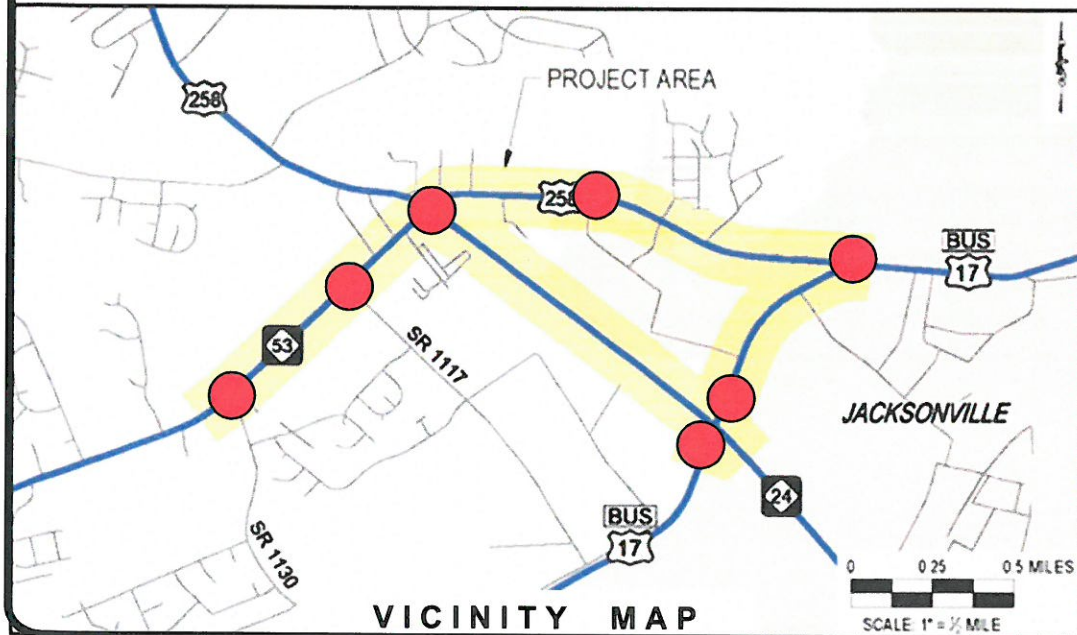 258
PROJECT AREA
258
BUS
17
53
SR 1117
JACKSONVILLE
24
BUS
17
SR 1130
0 0 25 0 5 MILES
VICINITY MAP
SCALE: 1" = ½ MILE